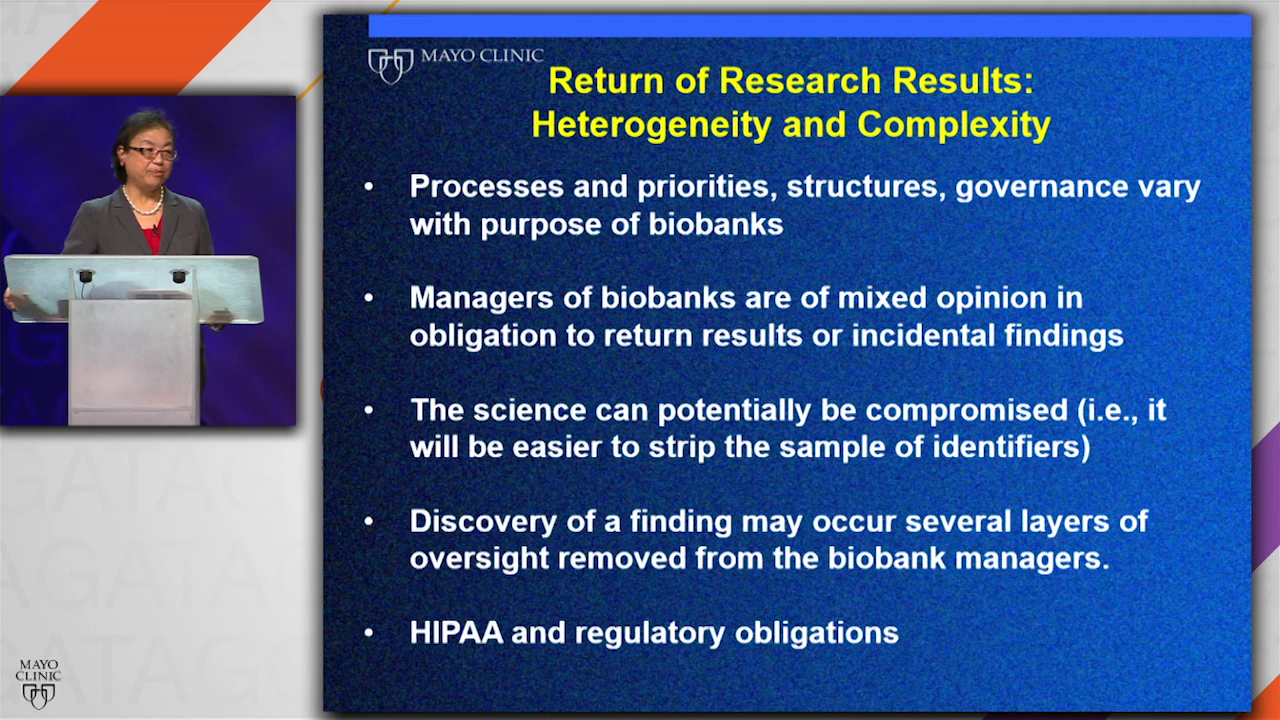 MAYO CLINIC
Return of Research Results:
Heterogeneity and Complexity
• Processes and priorities, structures, governance vary
with purpose of biobanks
• Managers of biobanks are of mixed opinion in
obligation to return results or incidental findings
• The science can potentially be compromised (i.e., it
will be easier to strip the sample of identifiers)
• Discovery of a finding may occur several layers of
oversight removed from the biobank managers.
• HIPAA and regulatory obligations
MAYO
CLINIC